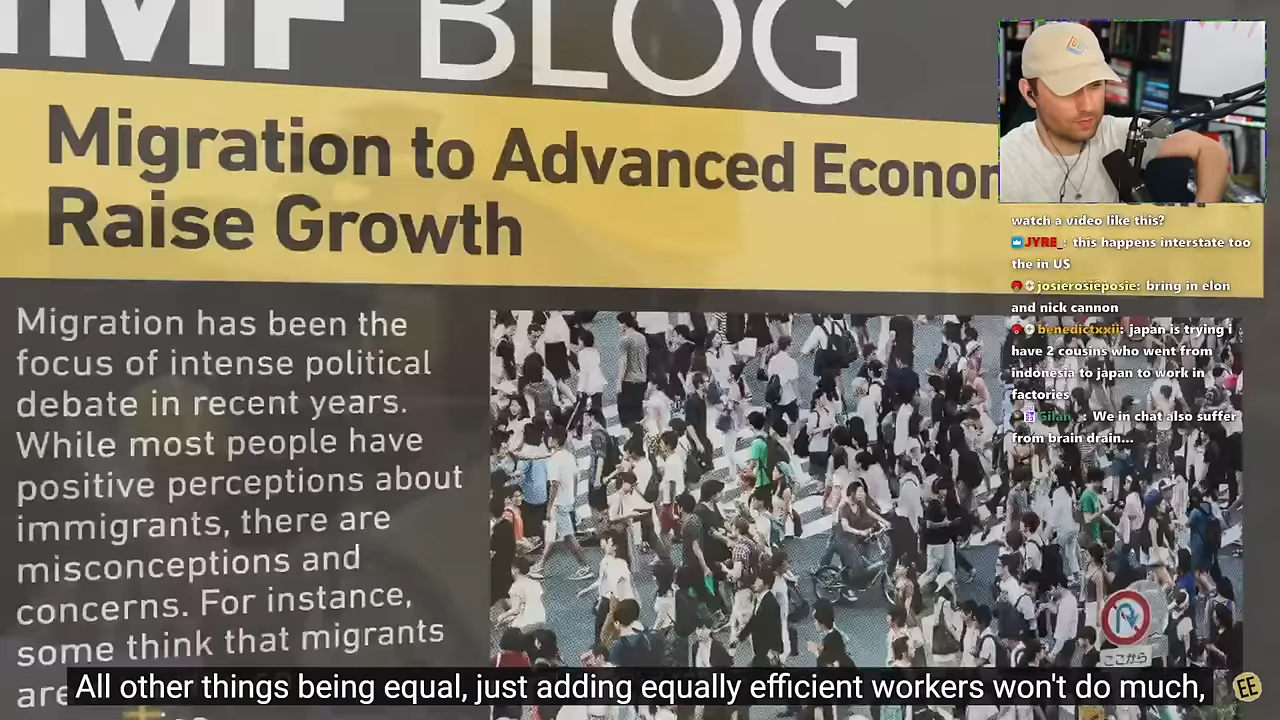 IMF BLOG
Migration to Advanced
Raise Growth
Migration has been the
focus of intense political
debate in recent years.
While most people have
positive perceptions about
immigrants, there are
misconceptions and
concerns. For instance,
some think that migrants
are
watch a video like this?
JYRE_: this happens interstate too
the in US
josierosieposie: bring in elon
and nick cannon
benedictxxii: japan is trying i
have 2 cousins who went from
indonesia to japan to work in
factories
Gilan__: We in chat also suffer
from brain drain...
ここから
All other things being equal, just adding equally efficient workers won't do much,
EE